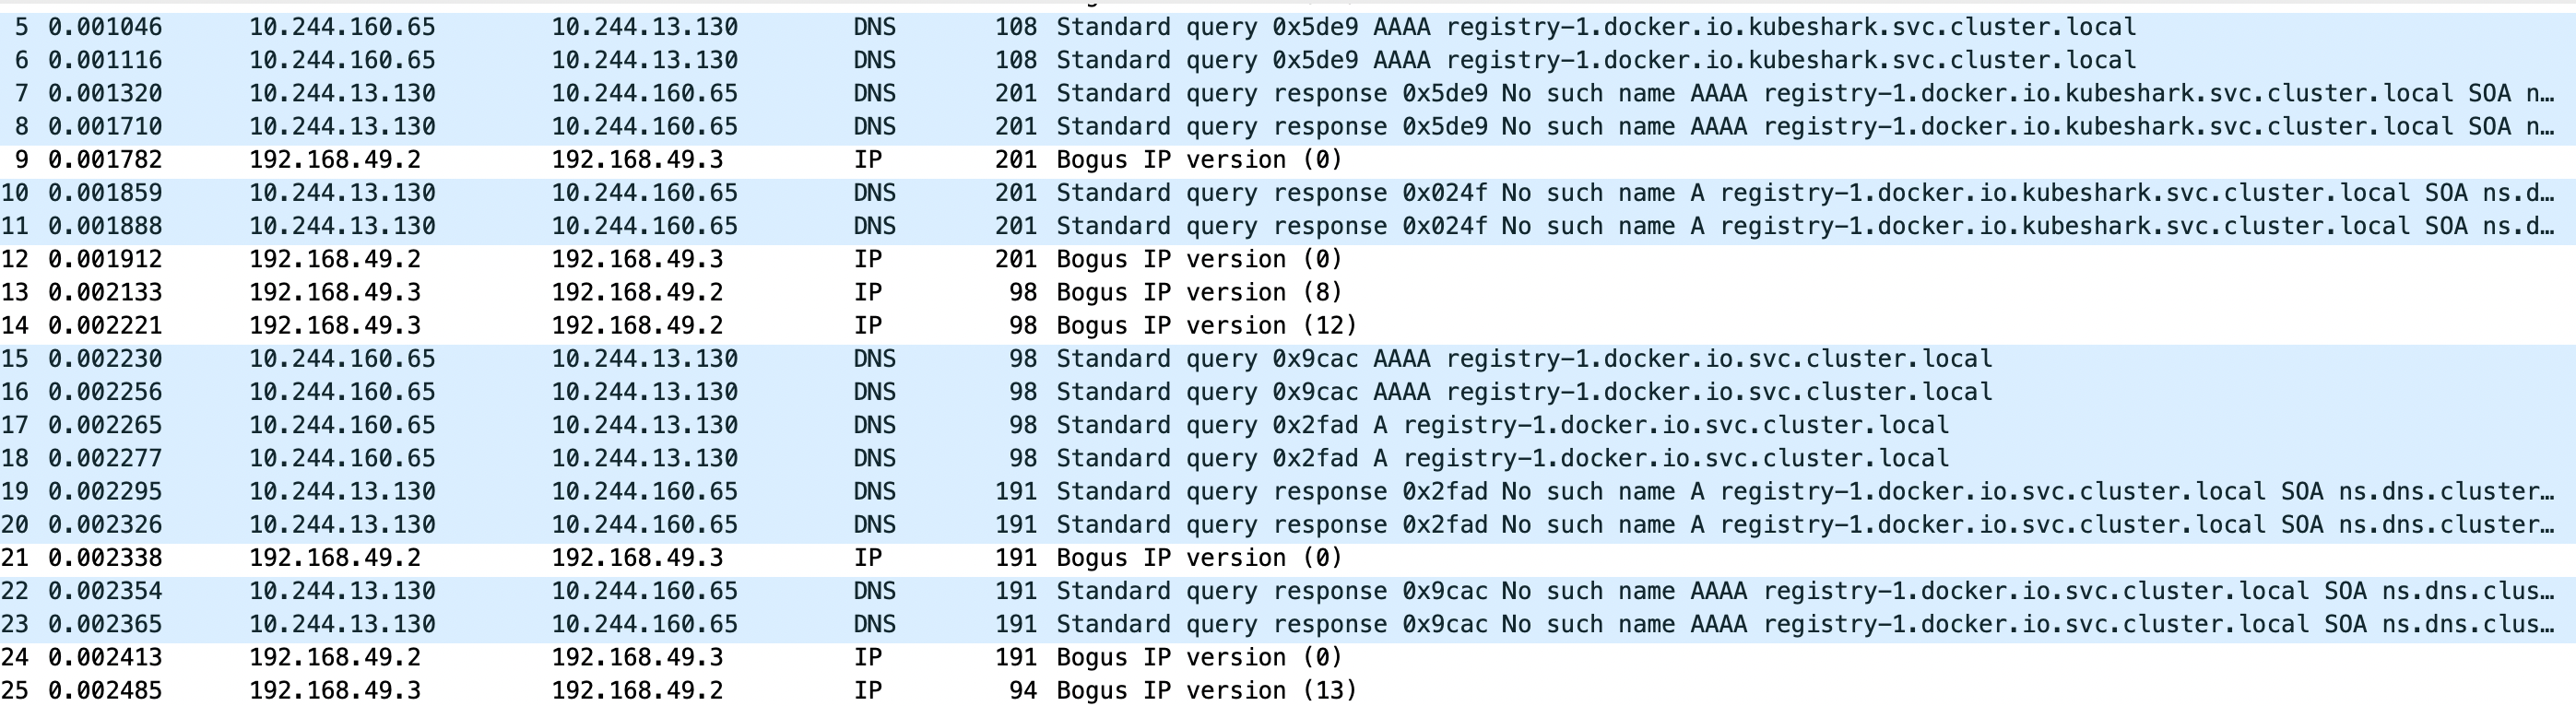 5 0.001046 10.244.160.65 10.244.13.130 DNS 108 Standard query 0x5de9 AAAA registry-1.docker.io.kubeshark.svc.cluster.local
6 0.001116 10.244.160.65 10.244.13.130 DNS 108 Standard query 0x5de9 AAAA registry-1.docker.io.kubeshark.svc.cluster.local
7 0.001320 10.244.13.130 10.244.160.65 DNS 201 Standard query response 0x5de9 No such name AAAA registry-1.docker.io.kubeshark.svc.cluster.local SOA n…
8 0.001710 10.244.13.130 10.244.160.65 DNS 201 Standard query response 0x5de9 No such name AAAA registry-1.docker.io.kubeshark.svc.cluster.local SOA n…
9 0.001782 192.168.49.2 192.168.49.3 IP 201 Bogus IP version (0)
10 0.001859 10.244.13.130 10.244.160.65 DNS 201 Standard query response 0x024f No such name A registry-1.docker.io.kubeshark.svc.cluster.local SOA ns.d…
11 0.001888 10.244.13.130 10.244.160.65 DNS 201 Standard query response 0x024f No such name A registry-1.docker.io.kubeshark.svc.cluster.local SOA ns.d…
12 0.001912 192.168.49.2 192.168.49.3 IP 201 Bogus IP version (0)
13 0.002133 192.168.49.3 192.168.49.2 IP 98 Bogus IP version (8)
14 0.002221 192.168.49.3 192.168.49.2 IP 98 Bogus IP version (12)
15 0.002230 10.244.160.65 10.244.13.130 DNS 98 Standard query 0x9cac AAAA registry-1.docker.io.svc.cluster.local
16 0.002256 10.244.160.65 10.244.13.130 DNS 98 Standard query 0x9cac AAAA registry-1.docker.io.svc.cluster.local
17 0.002265 10.244.160.65 10.244.13.130 DNS 98 Standard query 0x2fad A registry-1.docker.io.svc.cluster.local
18 0.002277 10.244.160.65 10.244.13.130 DNS 98 Standard query 0x2fad A registry-1.docker.io.svc.cluster.local
19 0.002295 10.244.13.130 10.244.160.65 DNS 191 Standard query response 0x2fad No such name A registry-1.docker.io.svc.cluster.local SOA ns.dns.cluster…
20 0.002326 10.244.13.130 10.244.160.65 DNS 191 Standard query response 0x2fad No such name A registry-1.docker.io.svc.cluster.local SOA ns.dns.cluster…
21 0.002338 192.168.49.2 192.168.49.3 IP 191 Bogus IP version (0)
22 0.002354 10.244.13.130 10.244.160.65 DNS 191 Standard query response 0x9cac No such name AAAA registry-1.docker.io.svc.cluster.local SOA ns.dns.clus…
23 0.002365 10.244.13.130 10.244.160.65 DNS 191 Standard query response 0x9cac No such name AAAA registry-1.docker.io.svc.cluster.local SOA ns.dns.clus…
24 0.002413 192.168.49.2 192.168.49.3 IP 191 Bogus IP version (0)
25 0.002485 192.168.49.3 192.168.49.2 IP 94 Bogus IP version (13)